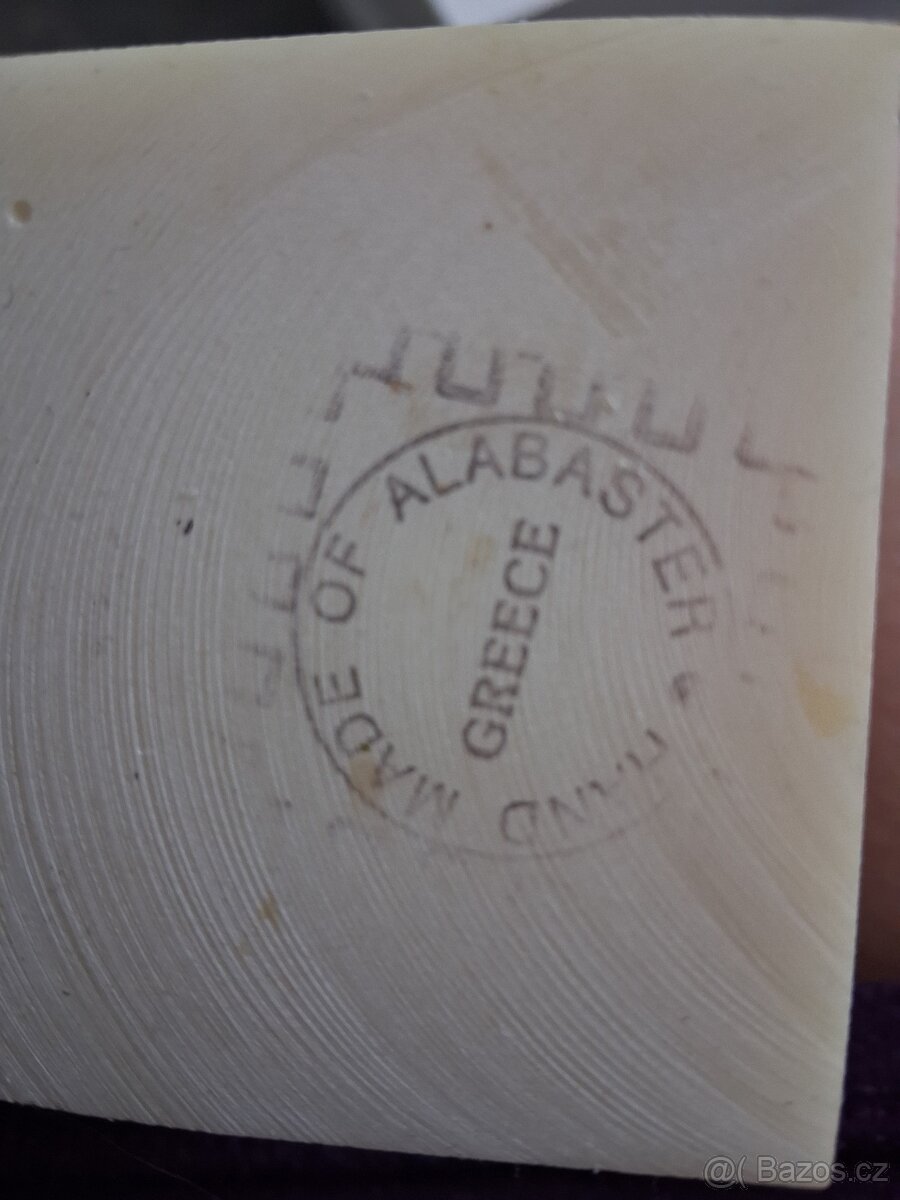 HAND MADE OF ALABASTER
GREECE
@( Bazos.cz